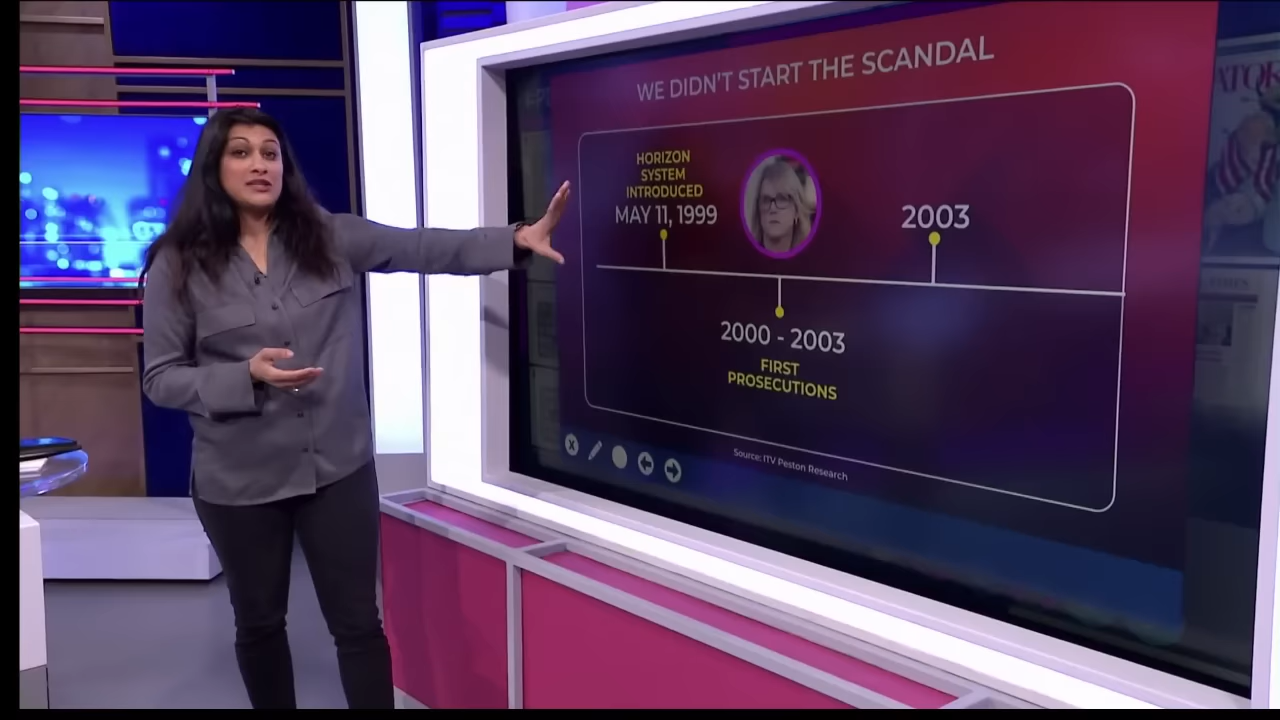 WE DIDN'T START THE SCANDAL
HORIZON
SYSTEM
INTRODUCED
MAY 11, 1999
2003
2000 - 2003
FIRST
PROSECUTIONS
Source: ITV Peston Research